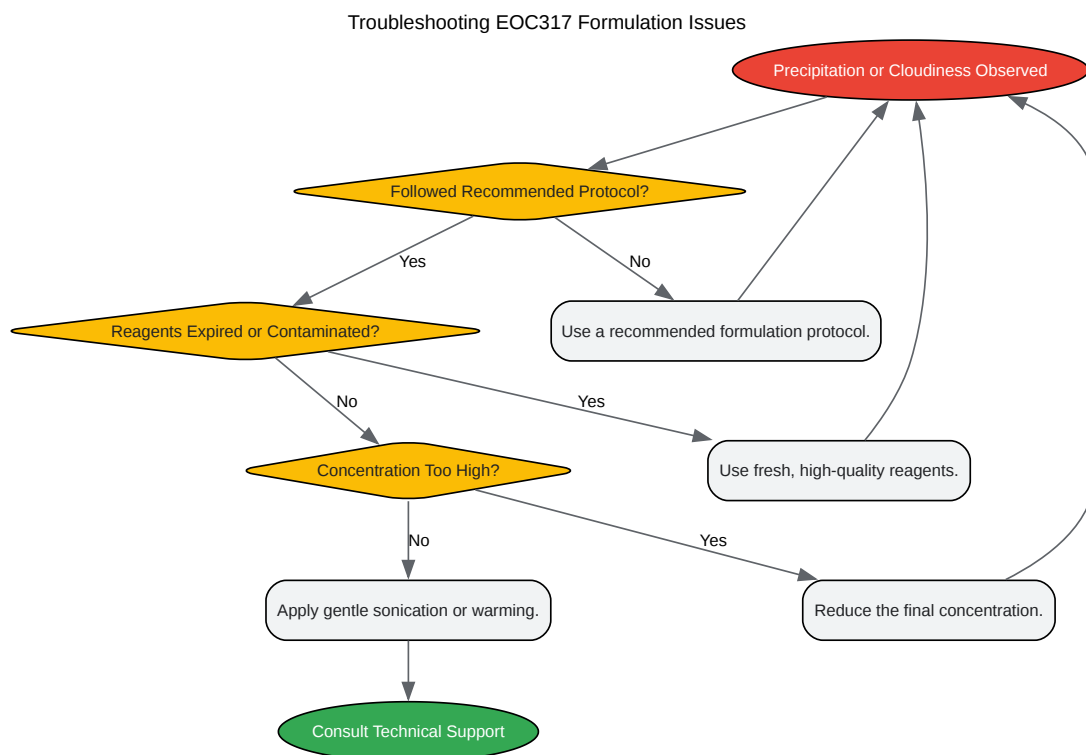 Troubleshooting EOC317 Formulation Issues
Precipitation or Cloudiness Observed
Followed Recommended Protocol?
Yes
No
Reagents Expired or Contaminated?
Use a recommended formulation protocol.
No
Yes
Concentration Too High?
Use fresh, high-quality reagents.
No
Yes
Apply gentle sonication or warming.
Reduce the final concentration.
Consult Technical Support